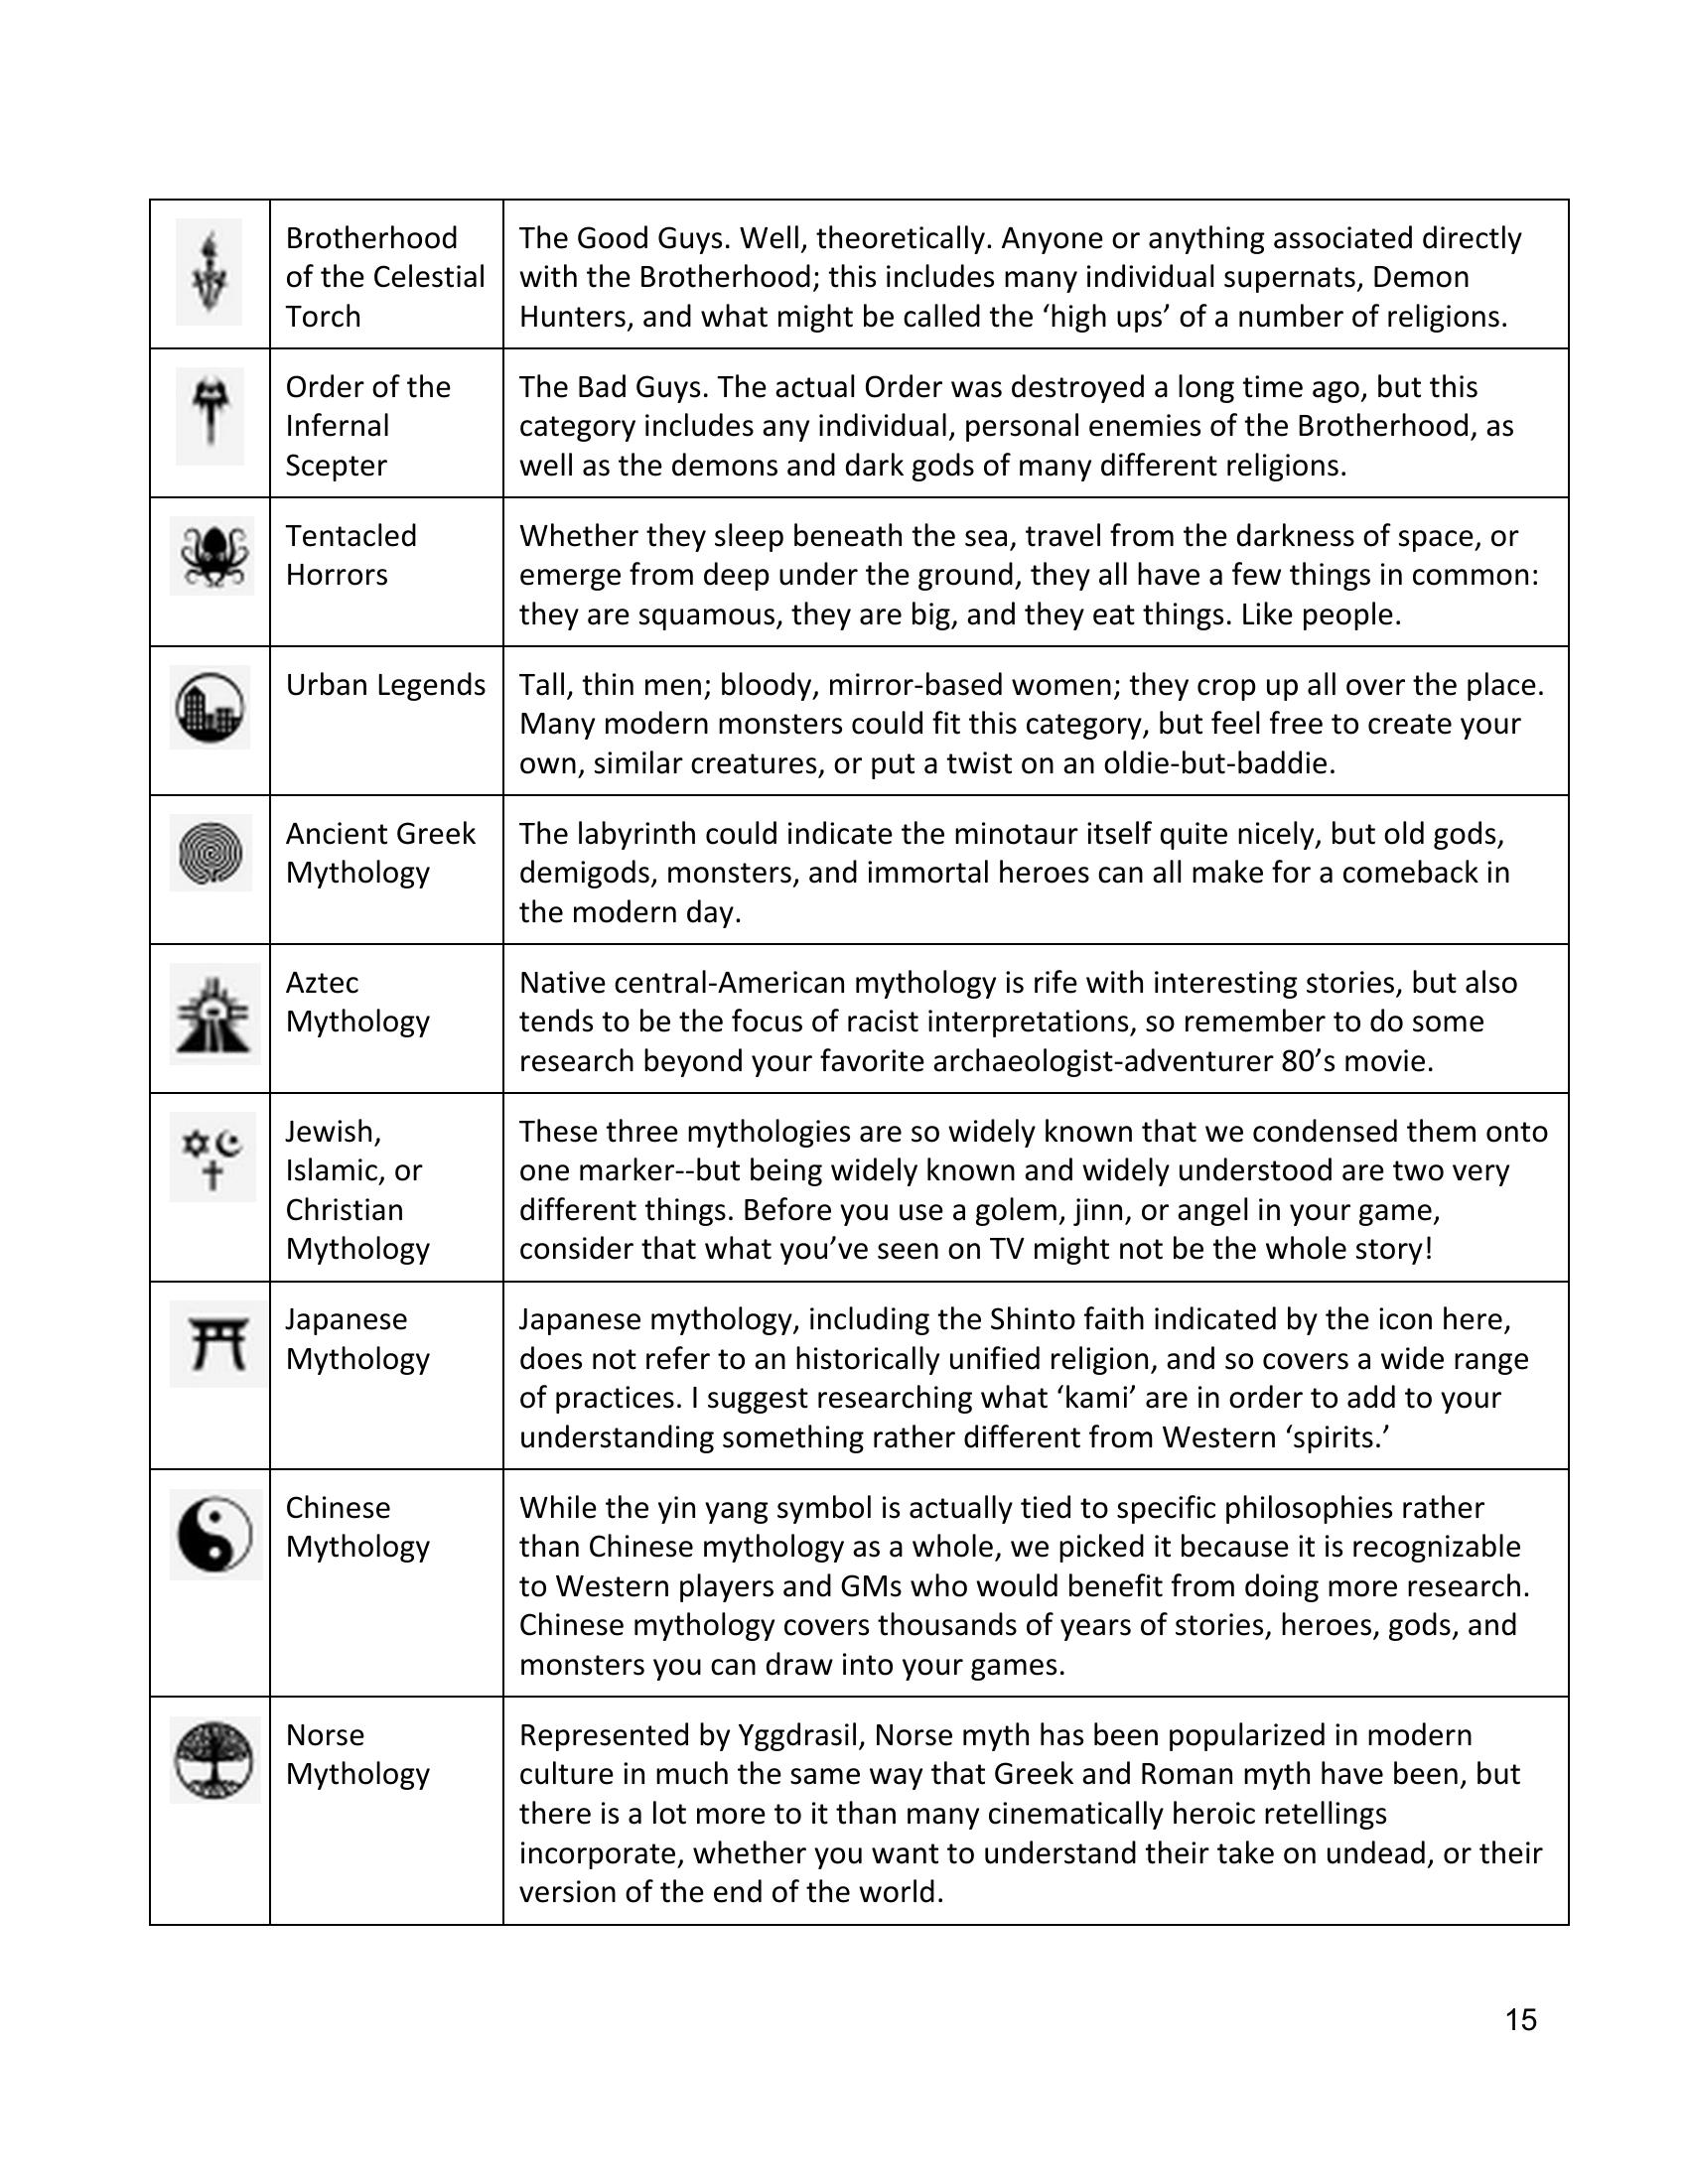 Brotherhood
of the Celestial
Torch
The Good Guys. Well, theoretically. Anyone or anything associated directly
with the Brotherhood; this includes many individual supernats, Demon
Hunters, and what might be called the ‘high ups’ of a number of religions.
Order of the
Infernal
Scepter
The Bad Guys. The actual Order was destroyed a long time ago, but this
category includes any individual, personal enemies of the Brotherhood, as
well as the demons and dark gods of many different religions.
Tentacled
Horrors
Whether they sleep beneath the sea, travel from the darkness of space, or
emerge from deep under the ground, they all have a few things in common:
they are squamous, they are big, and they eat things. Like people.
Urban Legends
Tall, thin men; bloody, mirror-based women; they crop up all over the place.
Many modern monsters could fit this category, but feel free to create your
own, similar creatures, or put a twist on an oldie-but-baddie.
Ancient Greek
Mythology
The labyrinth could indicate the minotaur itself quite nicely, but old gods,
demigods, monsters, and immortal heroes can all make for a comeback in
the modern day.
Aztec
Mythology
Native central-American mythology is rife with interesting stories, but also
tends to be the focus of racist interpretations, so remember to do some
research beyond your favorite archaeologist-adventurer 80’s movie.
Jewish,
Islamic, or
Christian
Mythology
These three mythologies are so widely known that we condensed them onto
one marker--but being widely known and widely understood are two very
different things. Before you use a golem, jinn, or angel in your game,
consider that what you’ve seen on TV might not be the whole story!
Japanese
Mythology
Japanese mythology, including the Shinto faith indicated by the icon here,
does not refer to an historically unified religion, and so covers a wide range
of practices. I suggest researching what ‘kami’ are in order to add to your
understanding something rather different from Western ‘spirits.’
Chinese
Mythology
While the yin yang symbol is actually tied to specific philosophies rather
than Chinese mythology as a whole, we picked it because it is recognizable
to Western players and GMs who would benefit from doing more research.
Chinese mythology covers thousands of years of stories, heroes, gods, and
monsters you can draw into your games.
Norse
Mythology
Represented by Yggdrasil, Norse myth has been popularized in modern
culture in much the same way that Greek and Roman myth have been, but
there is a lot more to it than many cinematically heroic retellings
incorporate, whether you want to understand their take on undead, or their
version of the end of the world.
15